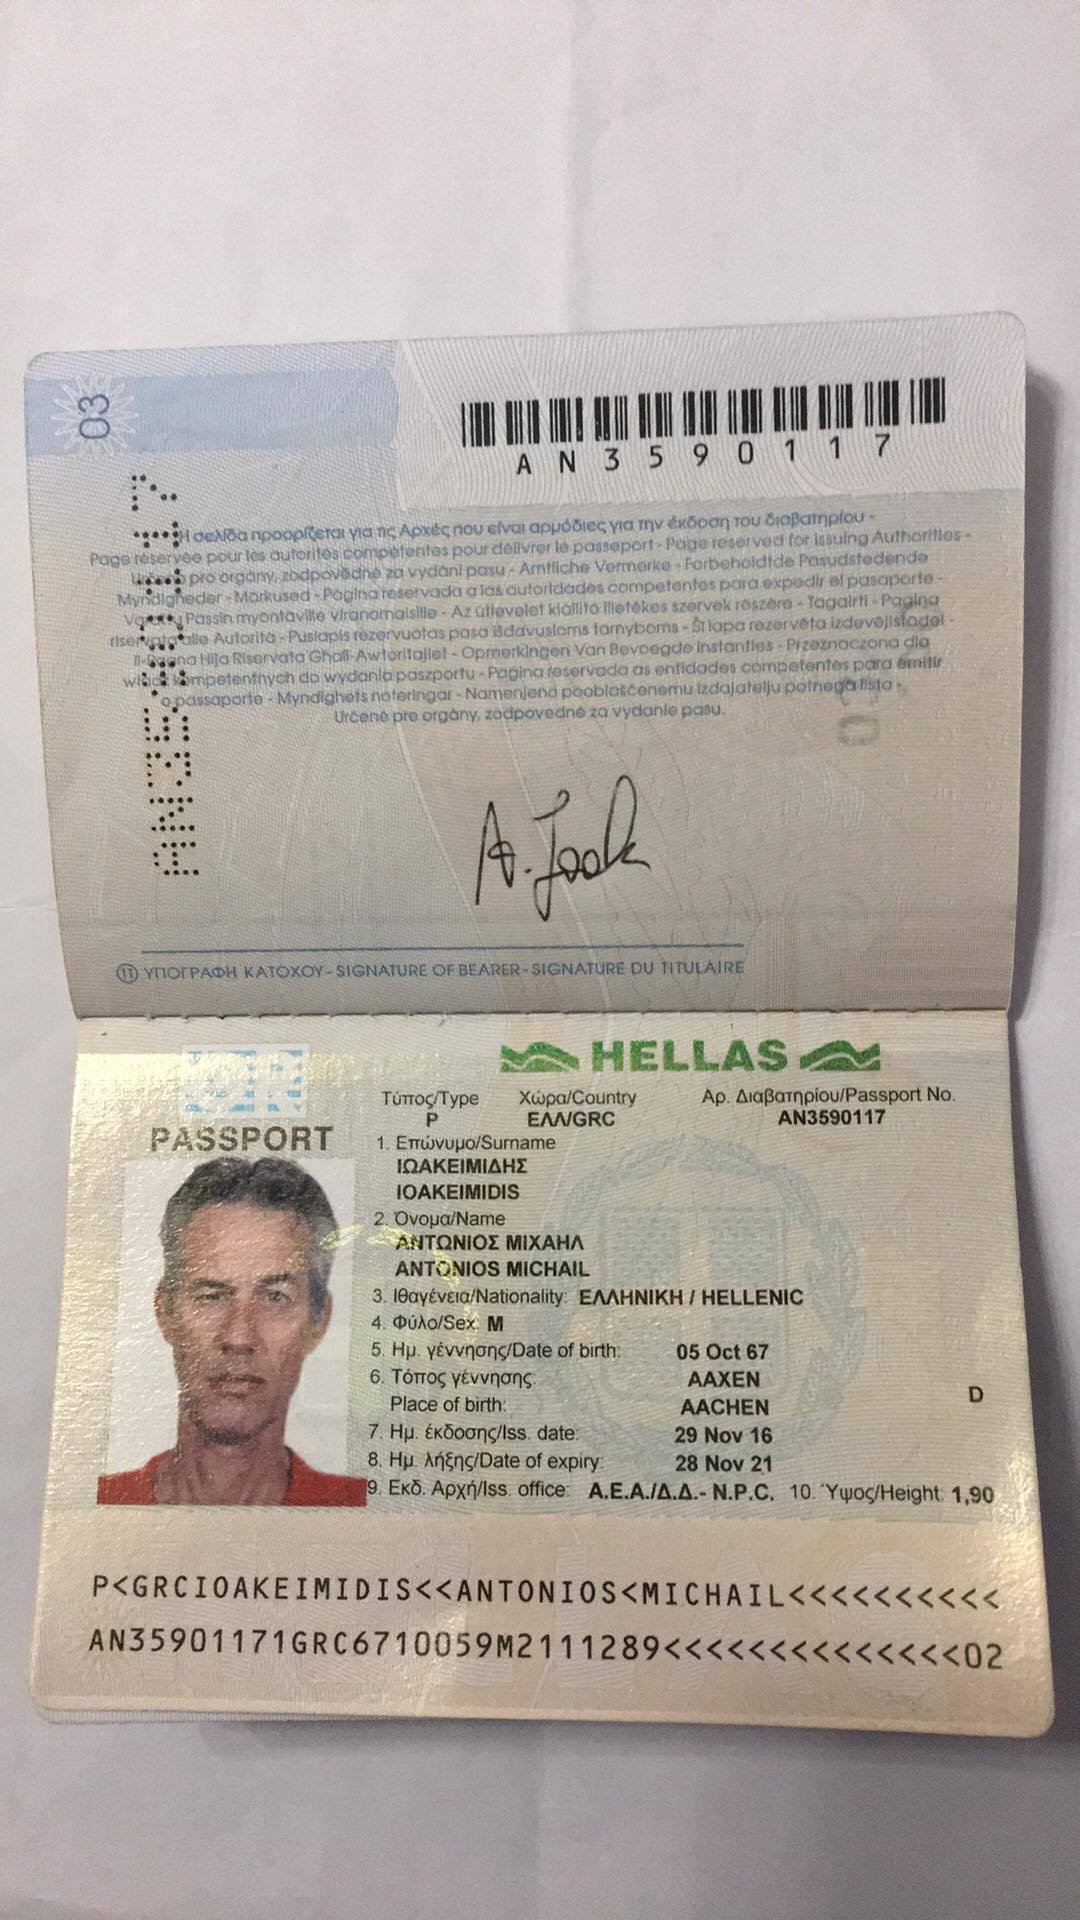 03
AN3590117
AN3590117
Η σελίδα προορίζεται για τις Αρχές που είναι αρμόδιες για την έκδοση του διαβατηρίου -
Page réservée pour les autorités compétentes pour délivrer le passeport - Page reserved for Issuing Authorities -
pro orgány, zodpovědné za vydání pasu - Amtliche Vermerke - Forbeholdtde Pasudstedende
Myndigheder - Markused - Página reservada a las autoridades competentes para expedir el pasaporte -
Passin myöntäville viranomaisille - Az útlevelet kiállító illetékes szervek részére - Tagairtí - Pagina
riservata alle Autorità - Puslapis rezervuotas pasą išdavusioms tarnyboms - Šī lapa rezervēta izdevējiestādei -
Il-Paġna Hija Riservata Għall-Awtoritajiet - Opmerkingen Van Bevoegde Instanties - Przeznaczona dla
władz kompetentnych do wydania paszportu - Pagina reservada as entidades competentes para emitir
o passaporte - Myndighets noteringar - Namenjeno pooblaščenemu izdajatelju potnega lista -
Určené pre orgány, zodpovedné za vydanie pasu.
A. Joak
11 ΥΠΟΓΡΑΦΗ ΚΑΤΟΧΟΥ - SIGNATURE OF BEARER - SIGNATURE DU TITULAIRE
HELLAS
PASSPORT
Τύπος/Type Χώρα/Country Αρ. Διαβατηρίου/Passport No.
P ΕΛΛ/GRC AN3590117
1. Επώνυμο/Surname
ΙΩΑΚΕΙΜΙΔΗΣ
IOAKEIMIDIS
2. Όνομα/Name
ΑΝΤΩΝΙΟΣ ΜΙΧΑΗΛ
ANTONIOS MICHAIL
3. Ιθαγένεια/Nationality: ΕΛΛΗΝΙΚΗ / HELLENIC
4. Φύλο/Sex: M
5. Ημ. γέννησης/Date of birth: 05 Oct 67
6. Τόπος γέννησης: ΑΑΧΕΝ
Place of birth: AACHEN D
7. Ημ. έκδοσης/Iss. date: 29 Nov 16
8. Ημ. λήξης/Date of expiry: 28 Nov 21
9. Εκδ. Αρχή/Iss. office: Α.Ε.Α./Δ.Δ.- N.P.C. 10. Ύψος/Height: 1,90
P<GRCIOAKEIMIDIS<<ANTONIOS<MICHAIL<<<<<<<<<<
AN35901171GRC6710059M2111289<<<<<<<<<<<<<<02